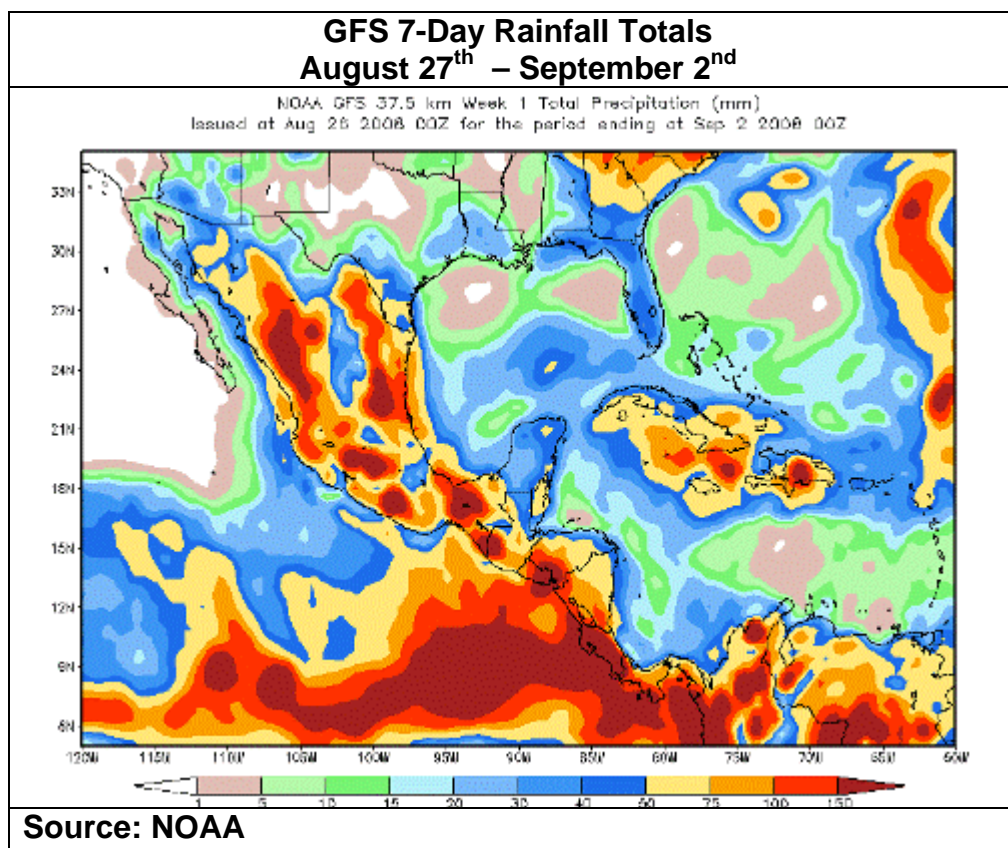 GFS 7-Day Rainfall Totals
August 27th – September 2nd
NOAA GFS 37.5 km Week 1 Total Precipitation (mm)
Issued at Aug 26 2008 00Z for the period ending at Sep 2 2008 00Z
33N
30N
27N
24N
21N
18N
15N
12N
9N
6N
120W 115W 110W 105W 100W 95W 90W 85W 80W 75W 70W 65W 60W
1 5 10 15 20 30 40 50 75 100 150
Source: NOAA